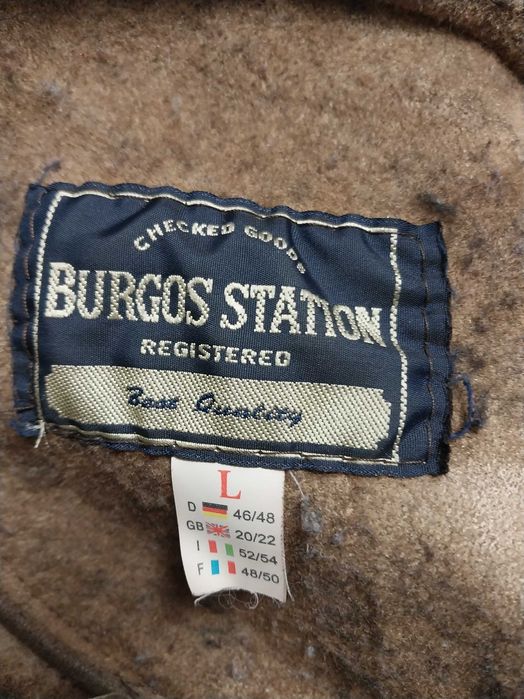 CHECKED GOODS
BURGOS STATION
REGISTERED
Best Quality
L
D 46/48
GB 20/22
I 52/54
F 48/50